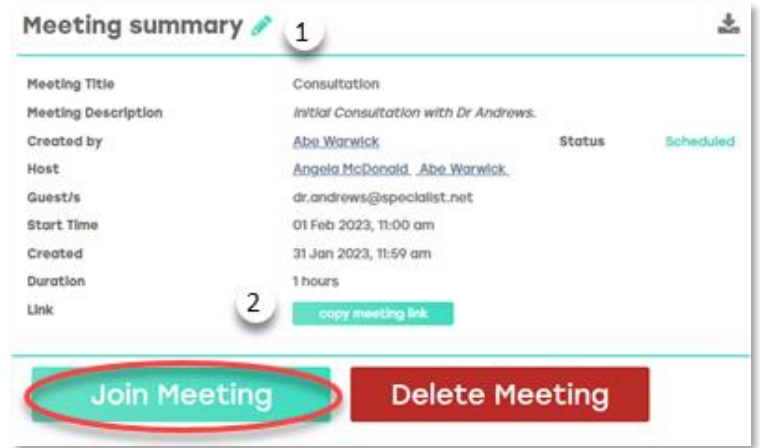 Meeting summary 1
Meeting Title Consultation
Meeting Description Initial Consultation with Dr Andrews.
Created by Abe Warwick Status Scheduled
Host Angela McDonald Abe Warwick
Guest/s dr.andrews@specialist.net
Start Time 01 Feb 2023, 11:00 am
Created 31 Jan 2023, 11:59 am
Duration 1 hours
Link 2 copy meeting link
Join Meeting Delete Meeting